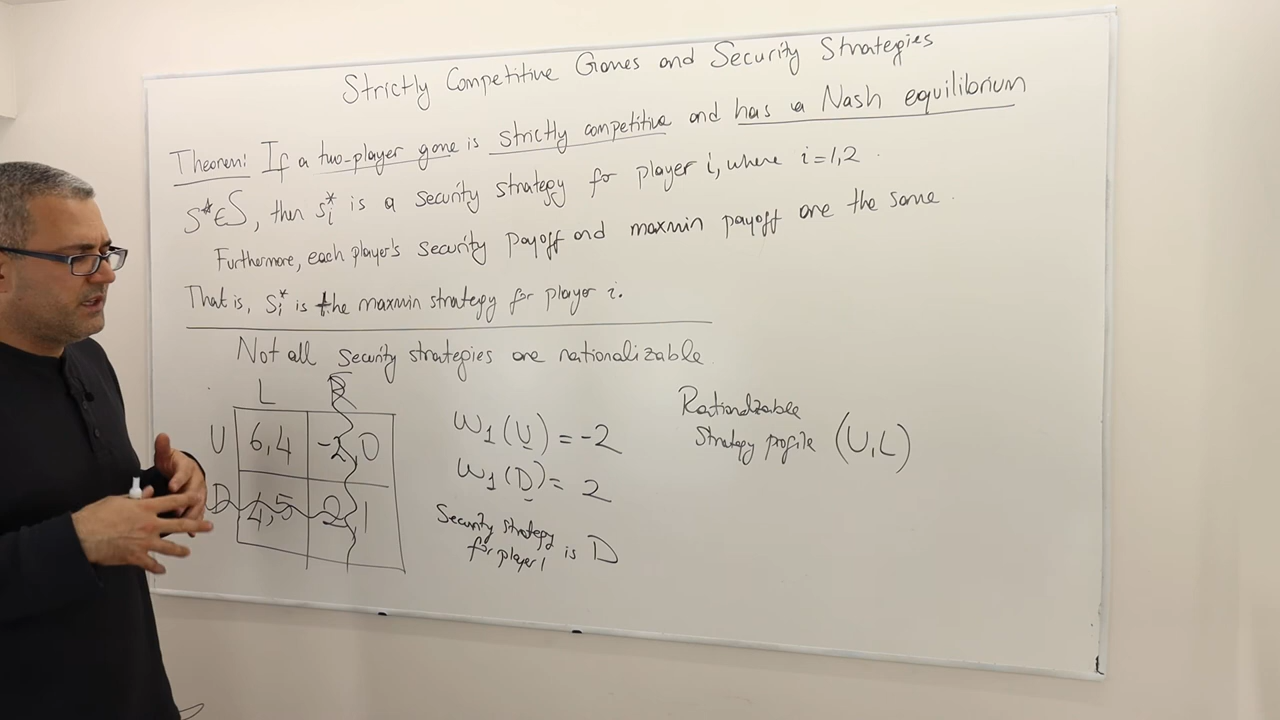 Strictly Competitive Games and Security Strategies
Theorem: If a two-player game is strictly competitive and has a Nash equilibrium
S*ES, then s*i is a security strategy for player i, where i=1,2.
Furthermore, each player's security payoff and maxmin payoff are the same.
That is, Si* is the maxmin strategy for player i.
Not all security strategies are rationalizable
L R
U 6,4 -2,0
D 4,5 2,1
W1(U) = -2
W1(D) = 2
Security strategy
for player 1 is D
Rationalizable
Strategy profile (U,L)